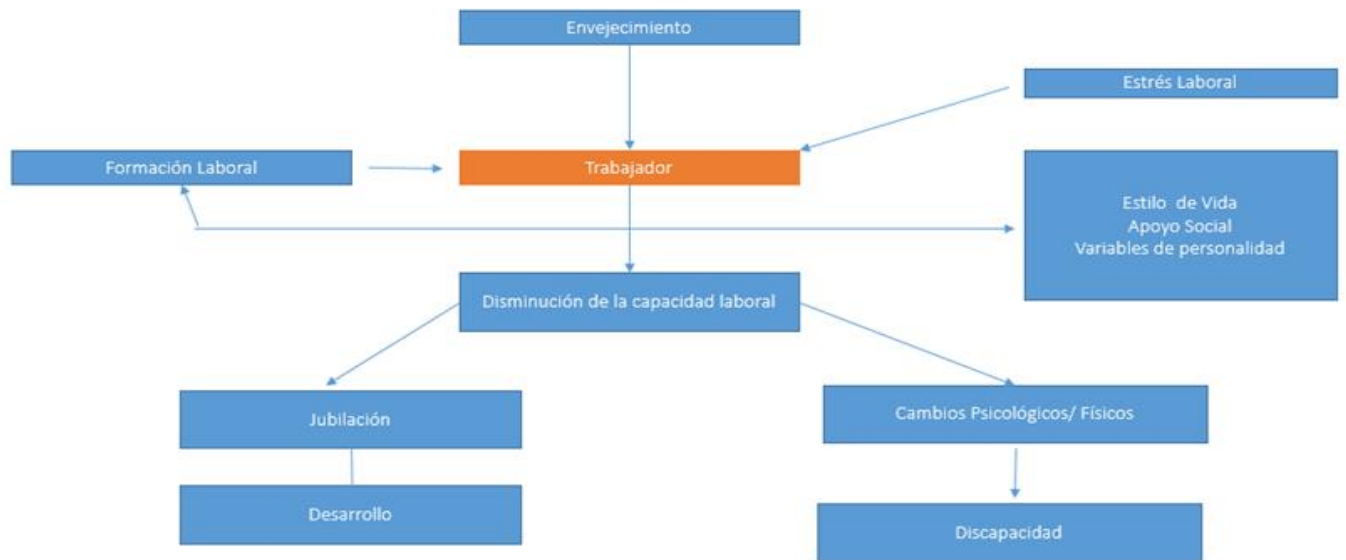 Envejecimiento
Estrés Laboral
Formación Laboral
Trabajador
Estilo de Vida
Apoyo Social
Variables de personalidad
Disminución de la capacidad laboral
Jubilación
Cambios Psicológicos/ Físicos
Desarrollo
Discapacidad